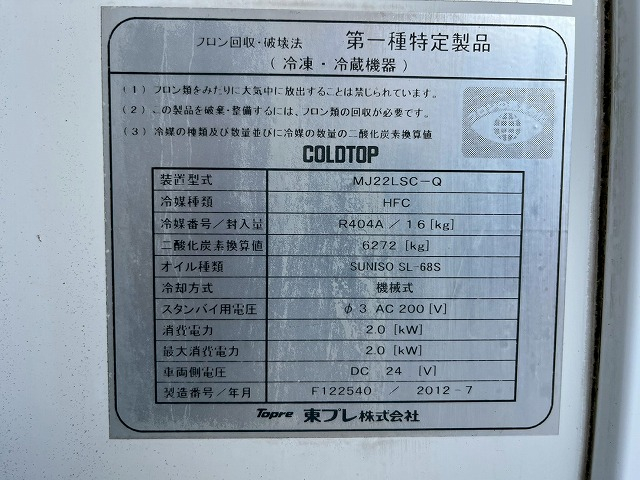 フロン回収・破壊法 第一種特定製品
(冷凍・冷蔵機器)
(1) フロン類をみだりに大気中に放出することは禁じられています。
(2) この製品を破棄・整備するには、フロン類の回収が必要です。
(3) 冷媒の種類及び数量並びに冷媒の数量の二酸化炭素換算値
COLDTOP
装置型式 MJ22LSC-Q
冷媒種類 HFC
冷媒番号/封入量 R404A / 1.6 [kg]
二酸化炭素換算値 6272 [kg]
オイル種類 SUNISO SL-68S
冷却方式 機械式
スタンバイ用電圧 φ3 AC 200 [V]
消費電力 2.0 [kW]
最大消費電力 2.0 [kW]
車両側電圧 DC 24 [V]
製造番号/年月 F122540 / 2012-7
Topre 東プレ株式会社